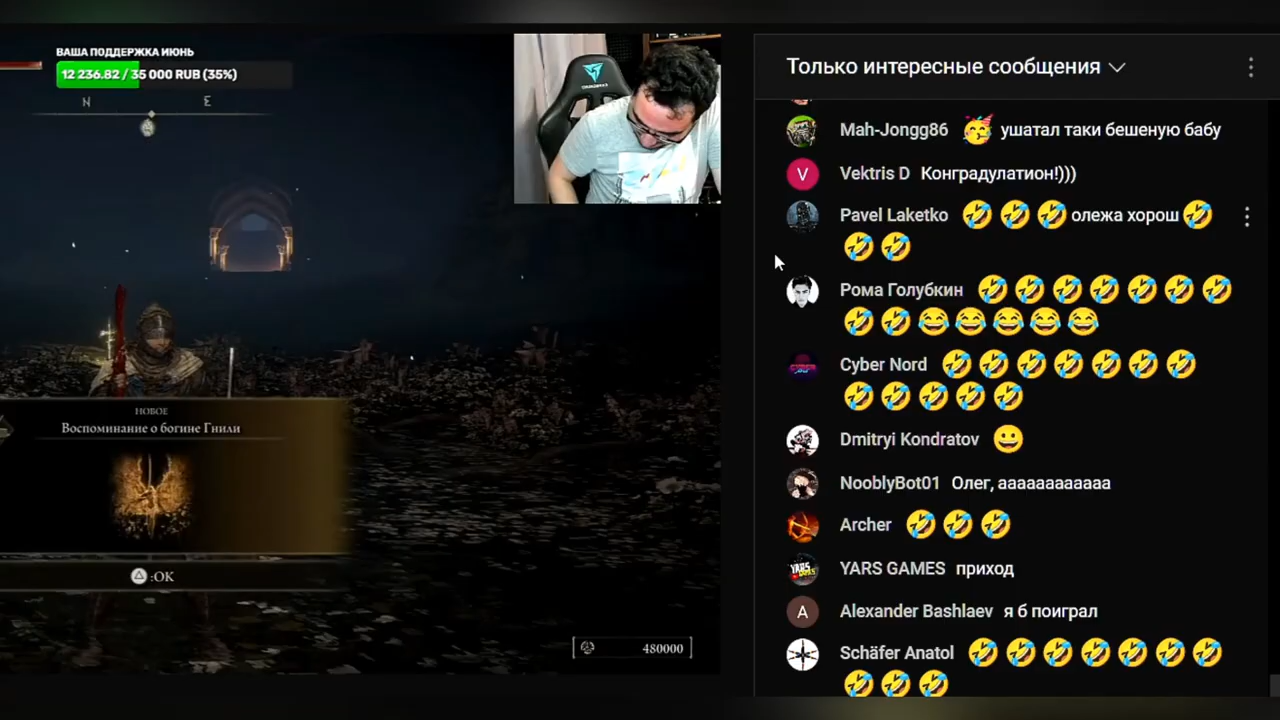 ВАША ПОДДЕРЖКА ИЮНЬ
12 236.82 / 35 000 RUB (35%)
N E
НОВОЕ
Воспоминание о богине Гнили
:OK
480000
Только интересные сообщения
Mah-Jongg86 🥳 ушатал таки бешеную бабу
V
Vektris D Конградулатион!)))
Pavel Laketko 🤣🤣🤣олежа хорош🤣
🤣🤣
Рома Голубкин 🤣🤣🤣🤣🤣🤣🤣
🤣🤣😂😂😂😂😂
Cyber Nord 🤣🤣🤣🤣🤣🤣🤣
🤣🤣🤣🤣🤣
Dmitryi Kondratov 😀
NooblyBot01 Олег, аааааааааааа
Archer 🤣🤣🤣
YARS GAMES приход
A
Alexander Bashlaev я б поиграл
Schäfer Anatol 🤣🤣🤣🤣🤣🤣🤣
🤣🤣🤣